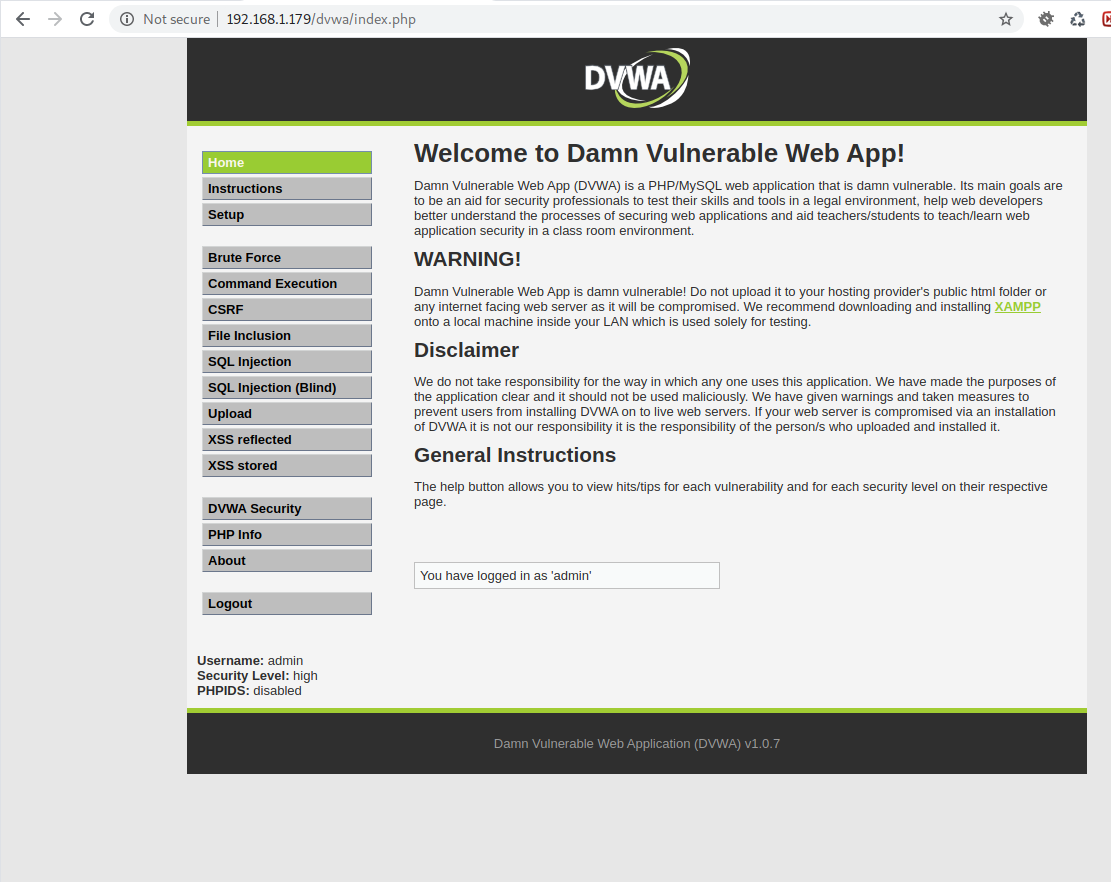 Not secure 192.168.1.179/dvwa/index.php
DVWA
Home
Instructions
Setup
Brute Force
Command Execution
CSRF
File Inclusion
SQL Injection
SQL Injection (Blind)
Upload
XSS reflected
XSS stored
DVWA Security
PHP Info
About
Logout
Username: admin
Security Level: high
PHPIDS: disabled
Welcome to Damn Vulnerable Web App!
Damn Vulnerable Web App (DVWA) is a PHP/MySQL web application that is damn vulnerable. Its main goals are
to be an aid for security professionals to test their skills and tools in a legal environment, help web developers
better understand the processes of securing web applications and aid teachers/students to teach/learn web
application security in a class room environment.
WARNING!
Damn Vulnerable Web App is damn vulnerable! Do not upload it to your hosting provider's public html folder or
any internet facing web server as it will be compromised. We recommend downloading and installing XAMPP
onto a local machine inside your LAN which is used solely for testing.
Disclaimer
We do not take responsibility for the way in which any one uses this application. We have made the purposes of
the application clear and it should not be used maliciously. We have given warnings and taken measures to
prevent users from installing DVWA on to live web servers. If your web server is compromised via an installation
of DVWA it is not our responsibility it is the responsibility of the person/s who uploaded and installed it.
General Instructions
The help button allows you to view hits/tips for each vulnerability and for each security level on their respective
page.
You have logged in as 'admin'
Damn Vulnerable Web Application (DVWA) v1.0.7